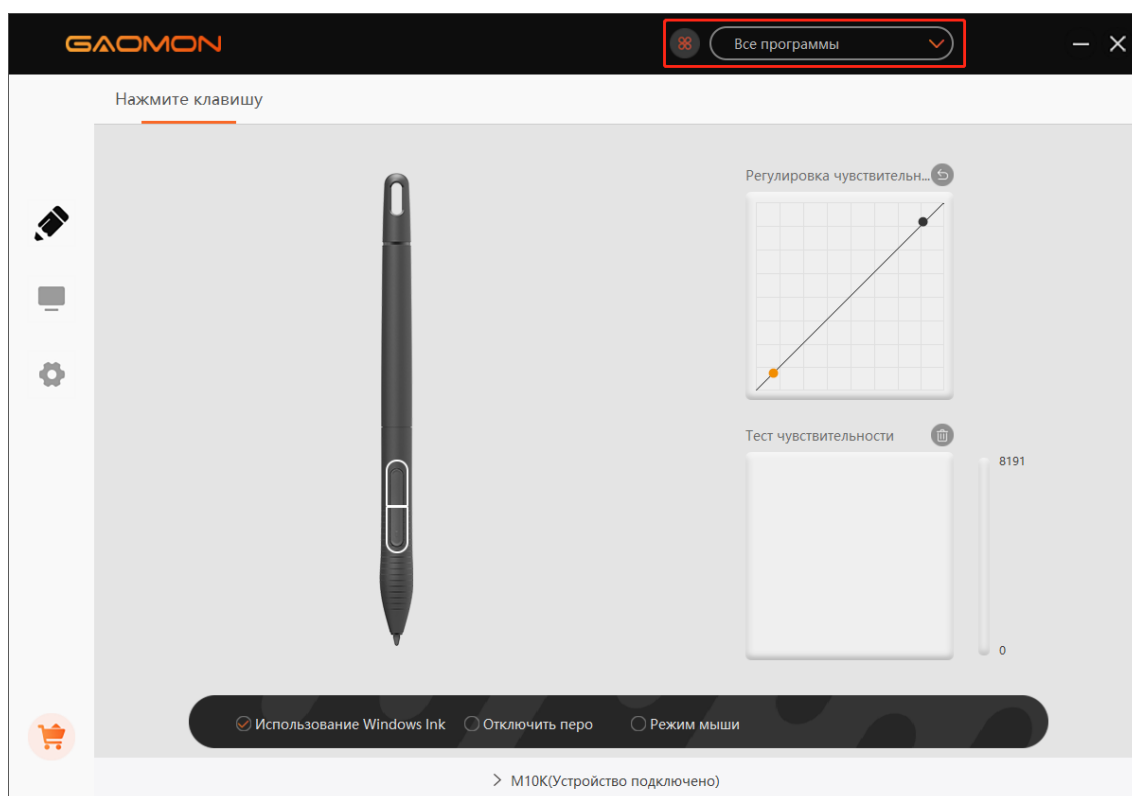 GAOMON
Все программы
Нажмите клавишу
Регулировка чувствительн...
Тест чувствительности
8191
0
Использование Windows Ink
Отключить перо
Режим мыши
M10K(Устройство подключено)